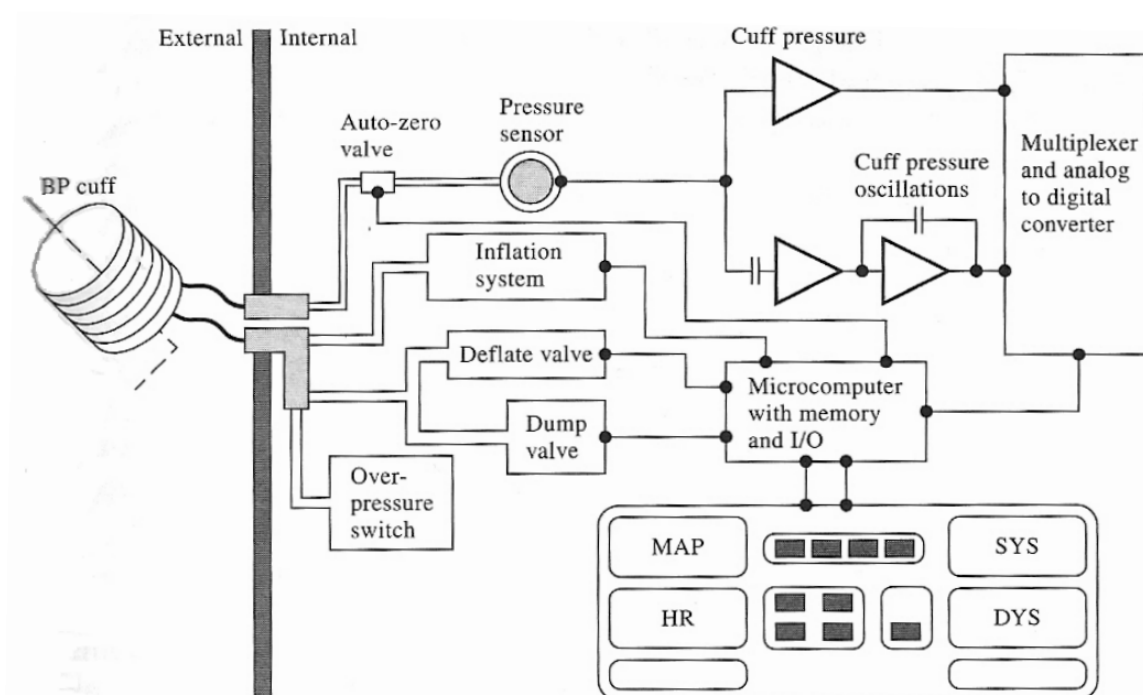 External
Internal
Cuff pressure
Pressure
sensor
Auto-zero
valve
Multiplexer
and analog
to digital
converter
Cuff pressure
oscillations
BP cuff
Inflation
system
Deflate valve
Microcomputer
with memory
and I/O
Dump
valve
Over-
pressure
switch
MAP
SYS
HR
DYS